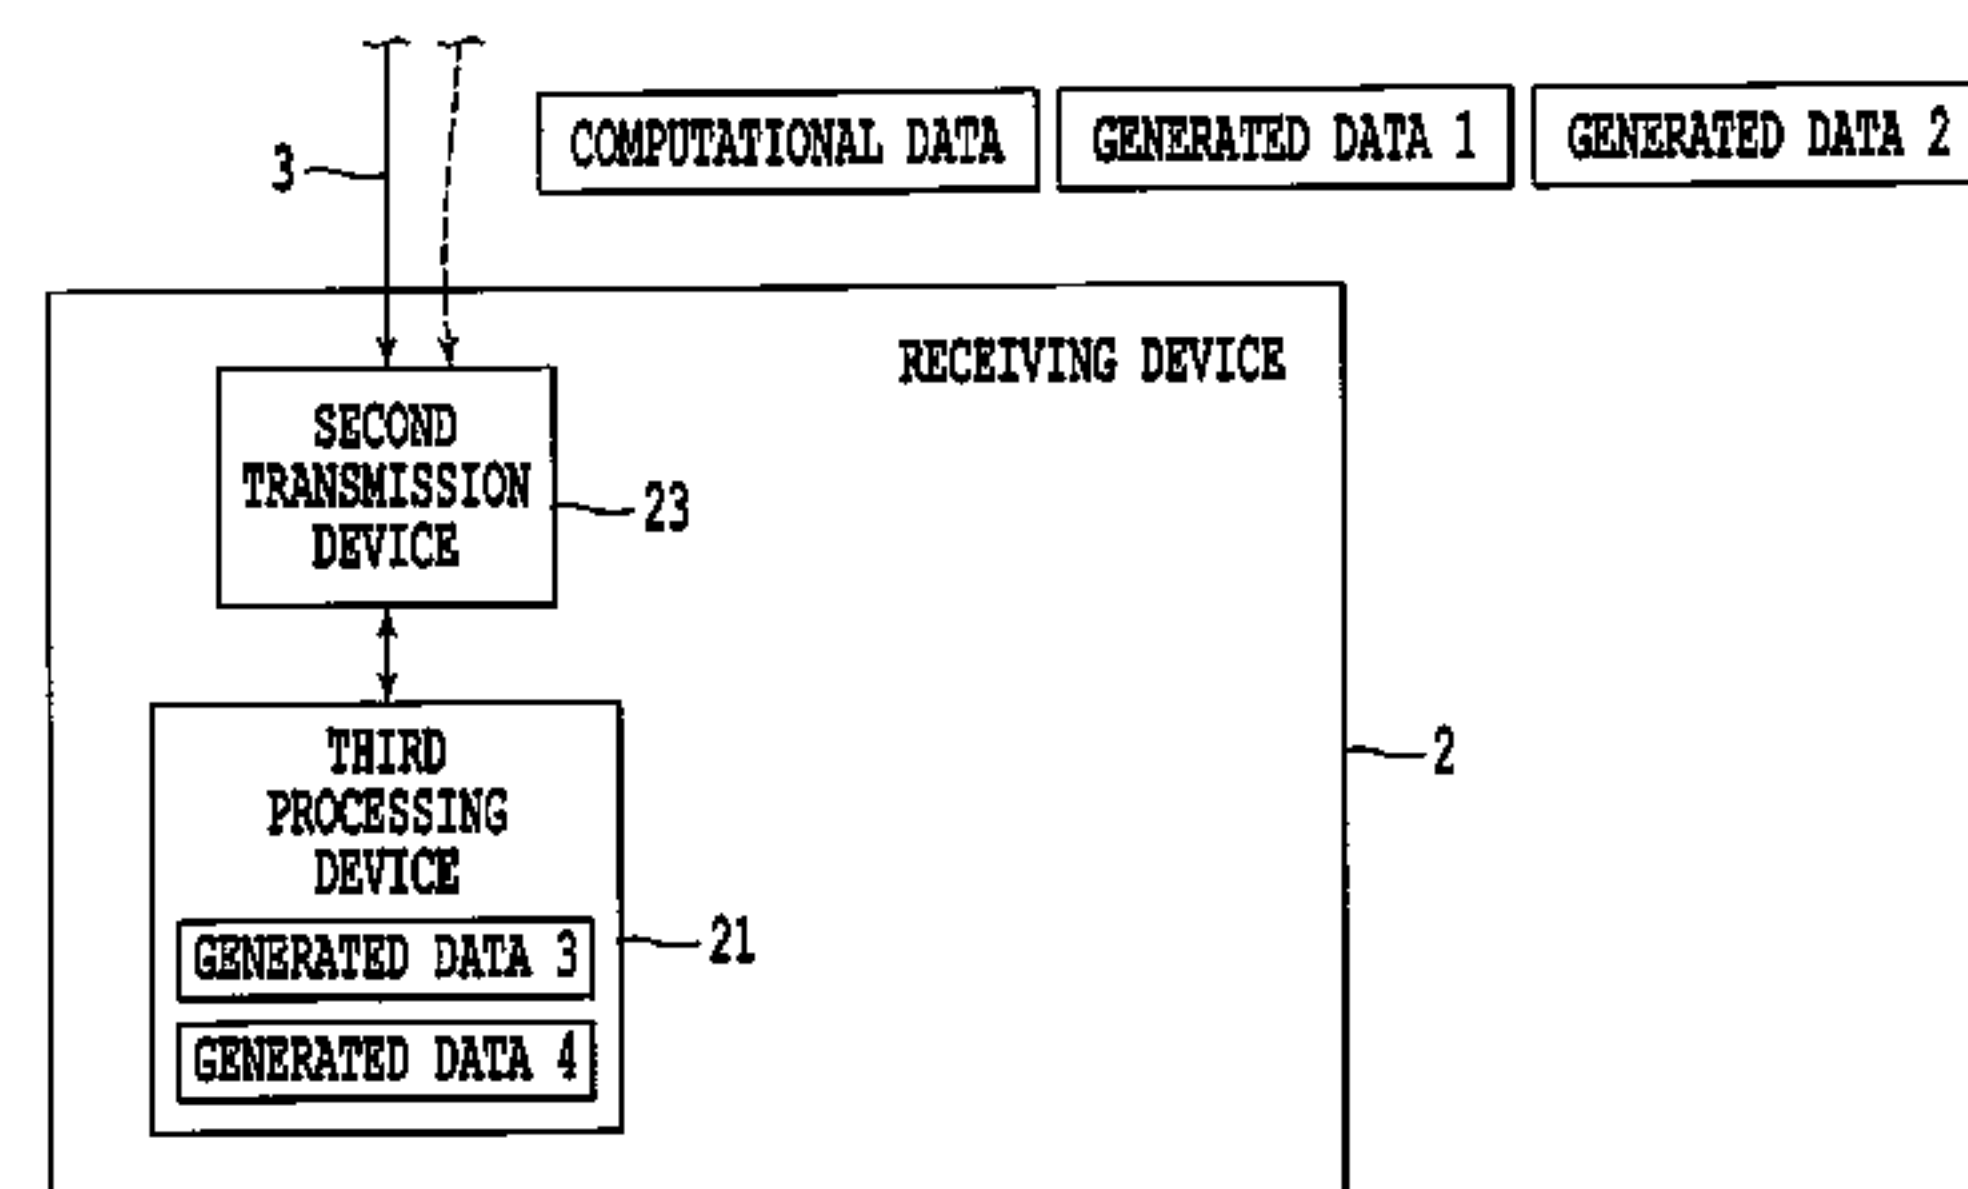 3
COMPUTATIONAL DATA
GENERATED DATA 1
GENERATED DATA 2
RECEIVING DEVICE
SECOND
TRANSMISSION
DEVICE
23
2
THIRD
PROCESSING
DEVICE
21
GENERATED DATA 3
GENERATED DATA 4